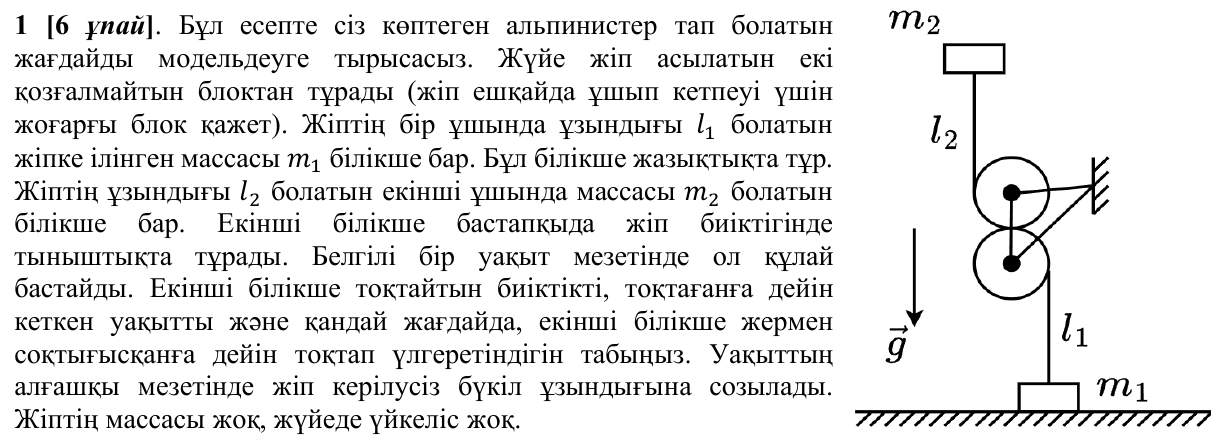 1 [6 ұпай]. Бұл есепте сіз көптеген альпинистер тап болатын
жағдайды модельдеуге тырысасыз. Жүйе жіп асылатын екі
қозғалмайтын блоктан тұрады (жіп ешқайда ұшып кетпеуі үшін
жоғарғы блок қажет). Жіптің бір ұшында ұзындығы l₁ болатын
жіпке ілінген массасы m₁ білікше бар. Бұл білікше жазықтықта тұр.
Жіптің ұзындығы l₂ болатын екінші ұшында массасы m₂ болатын
білікше бар. Екінші білікше бастапқыда жіп биіктігінде
тыныштықта тұрады. Белгілі бір уақыт мезетінде ол құлай
бастайды. Екінші білікше тоқтайтын биіктікті, тоқтағанға дейін
кеткен уақытты және қандай жағдайда, екінші білікше жермен
соқтығысқанға дейін тоқтап үлгеретіндігін табыңыз. Уақыттың
алғашқы мезетінде жіп керілусіз бүкіл ұзындығына созылады.
Жіптің массасы жоқ, жүйеде үйкеліс жоқ.
m₂
l₂
g⃗
l₁
m₁